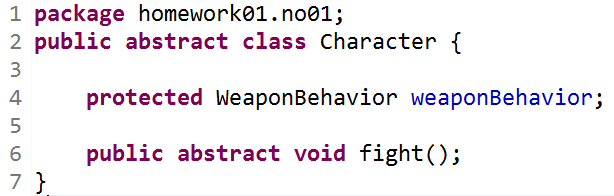 1 package homework01.no01;
2 public abstract class Character {
3
4     protected WeaponBehavior weaponBehavior;
5
6     public abstract void fight();
7 }